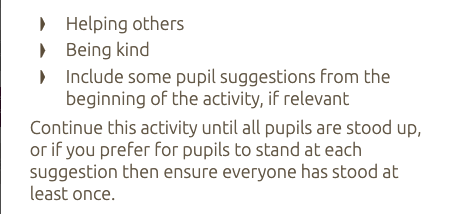 Helping others
Being kind
Include some pupil suggestions from the
beginning of the activity, if relevant
Continue this activity until all pupils are stood up,
or if you prefer for pupils to stand at each
suggestion then ensure everyone has stood at
least once.